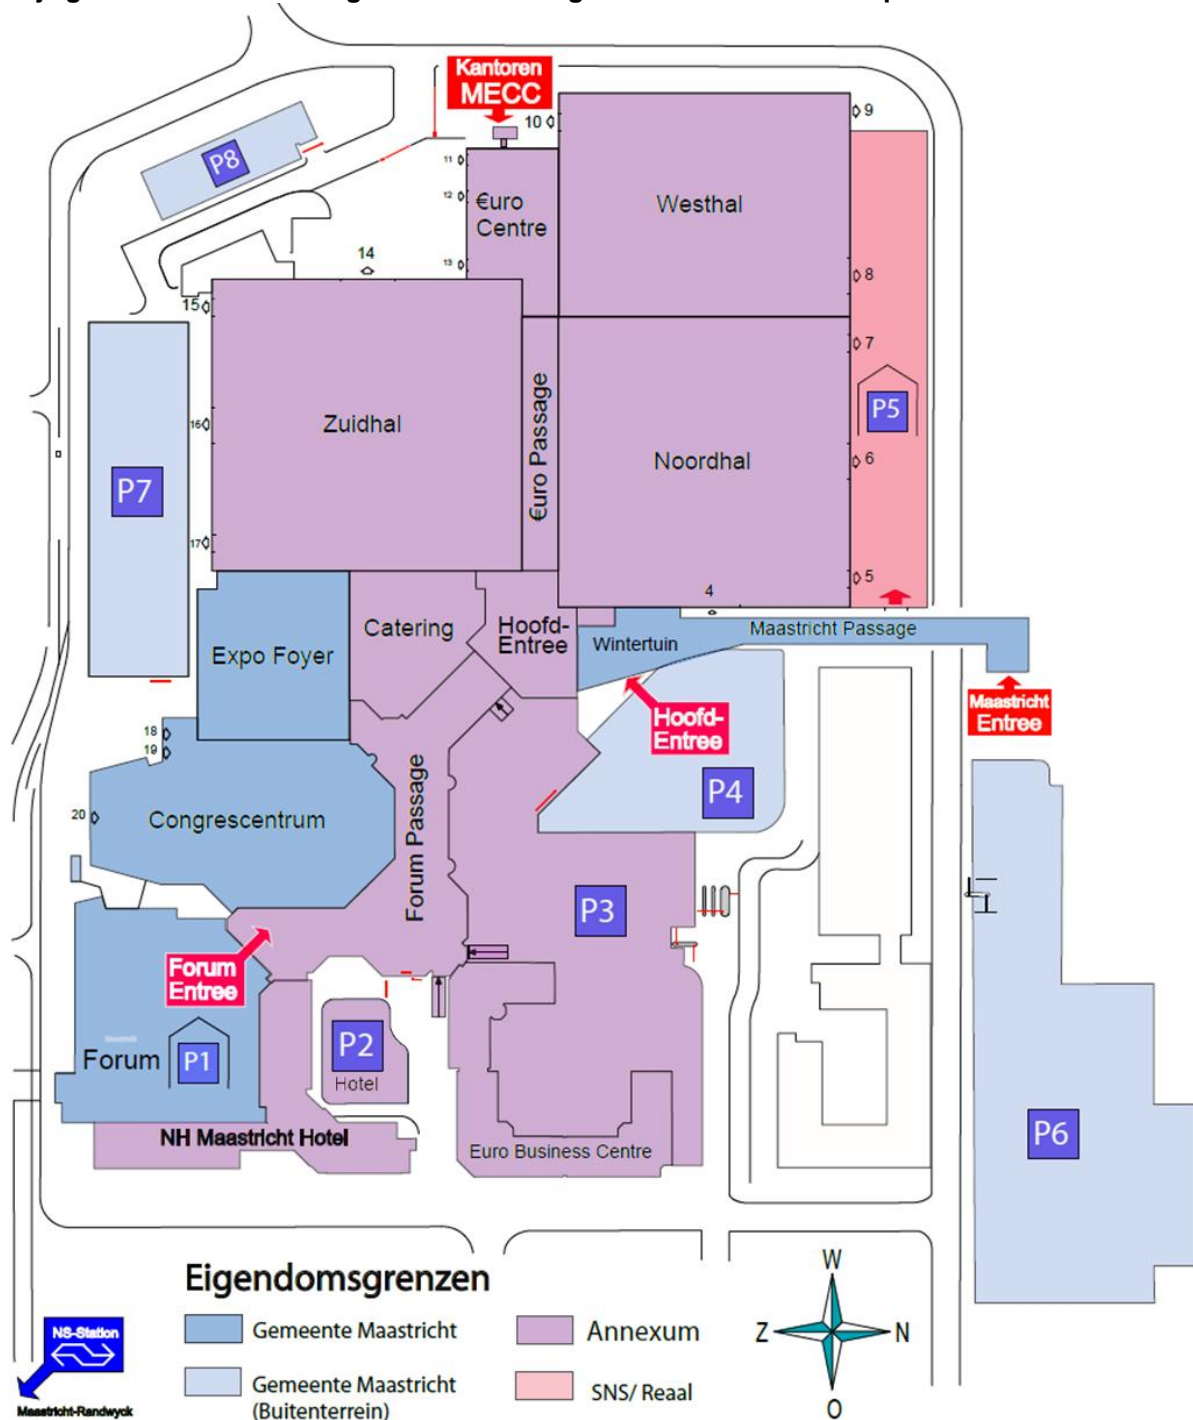 Kantoren
MECC
10
9
P8
11
12
€uro
Centre
Westhal
13
14
8
15
7
Zuidhal
€uro Passage
P5
16
Noordhal
6
P7
17
5
4
Catering
Hoofd-
Entree
Wintertuin
Maastricht Passage
Expo Foyer
Maastricht
Entree
Hoofd-
Entree
18
19
P4
20
Congrescentrum
Forum Passage
P3
Forum
Entree
P2
Hotel
Forum
P1
P6
NH Maastricht Hotel
Euro Business Centre
Eigendomsgrenzen
Gemeente Maastricht
Gemeente Maastricht
(Buitenterrein)
Annexum
SNS/ Reaal
W
Z
N
O
NS-Station
Maastricht-Randwyck